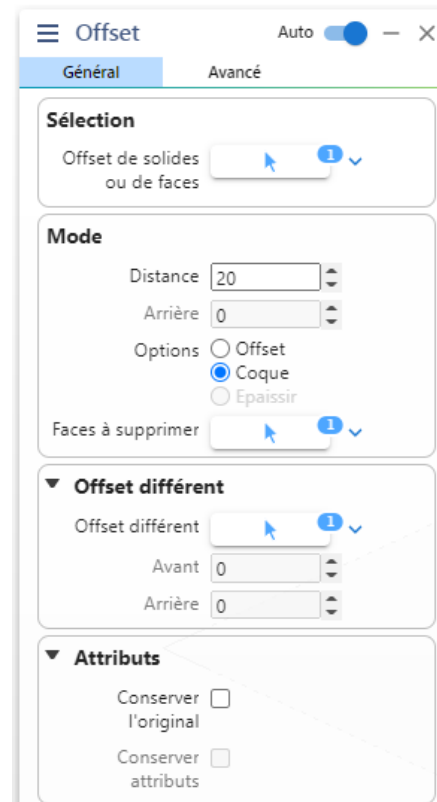 Offset Auto
Général Avancé
Sélection
Offset de solides 1
ou de faces
Mode
Distance 20
Arrière 0
Options Offset
Coque
Epaissir
Faces à supprimer 1
Offset différent
Offset différent 1
Avant 0
Arrière 0
Attributs
Conserver
l'original
Conserver
attributs